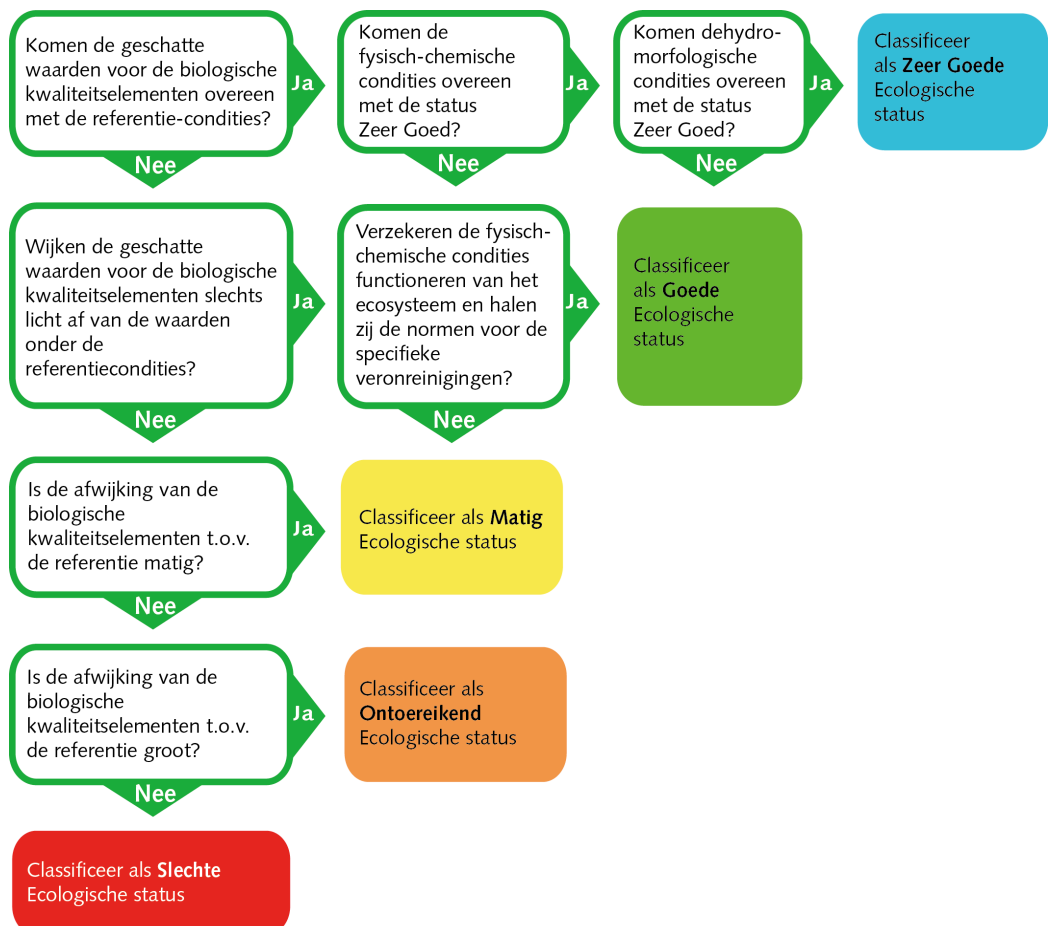 Komen de geschatte
waarden voor de biologische
kwaliteitselementen overeen
met de referentie-condities?
Ja
Nee
Komen de
fysisch-chemische
condities overeen
met de status
Zeer Goed?
Ja
Nee
Komen dehydro-
morfologische
condities overeen
met de status
Zeer Goed?
Ja
Nee
Classificeer
als Zeer Goede
Ecologische
status
Wijken de geschatte
waarden voor de biologische
kwaliteitselementen slechts
licht af van de waarden
onder de
referentiecondities?
Ja
Nee
Verzekeren de fysisch-
chemische condities
functioneren van het
ecosysteem en halen
zij de normen voor de
specifieke
veronreinigingen?
Ja
Nee
Classificeer
als Goede
Ecologische
status
Is de afwijking van de
biologische
kwaliteitselementen t.o.v.
de referentie matig?
Ja
Nee
Classificeer als Matig
Ecologische status
Is de afwijking van de
biologische
kwaliteitselementen t.o.v.
de referentie groot?
Ja
Nee
Classificeer als
Ontoereikend
Ecologische status
Classificeer als Slechte
Ecologische status